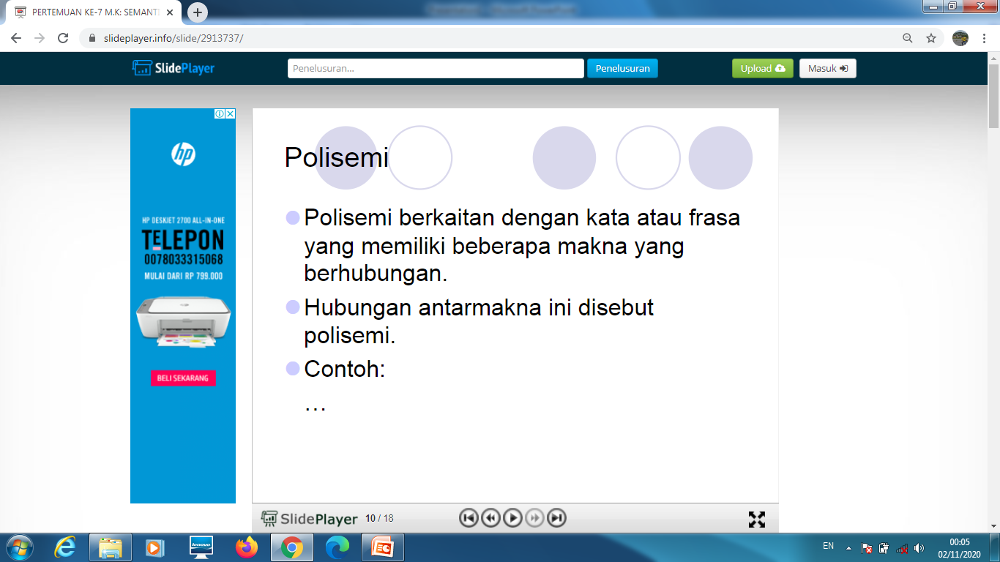 PERTEMUAN KE-7 M.K: SEMANTI
slideplayer.info/slide/2913737/
SlidePlayer
Penelusuran...
Penelusuran
Upload
Masuk
hp
HP DESKJET 2700 ALL-IN-ONE
TELEPON
0078033315068
MULAI DARI RP 799.000
BELI SEKARANG
Polisemi
Polisemi berkaitan dengan kata atau frasa
yang memiliki beberapa makna yang
berhubungan.
Hubungan antarmakna ini disebut
polisemi.
Contoh:
…
SlidePlayer 10 / 18
lenovo
EN
00:05
02/11/2020